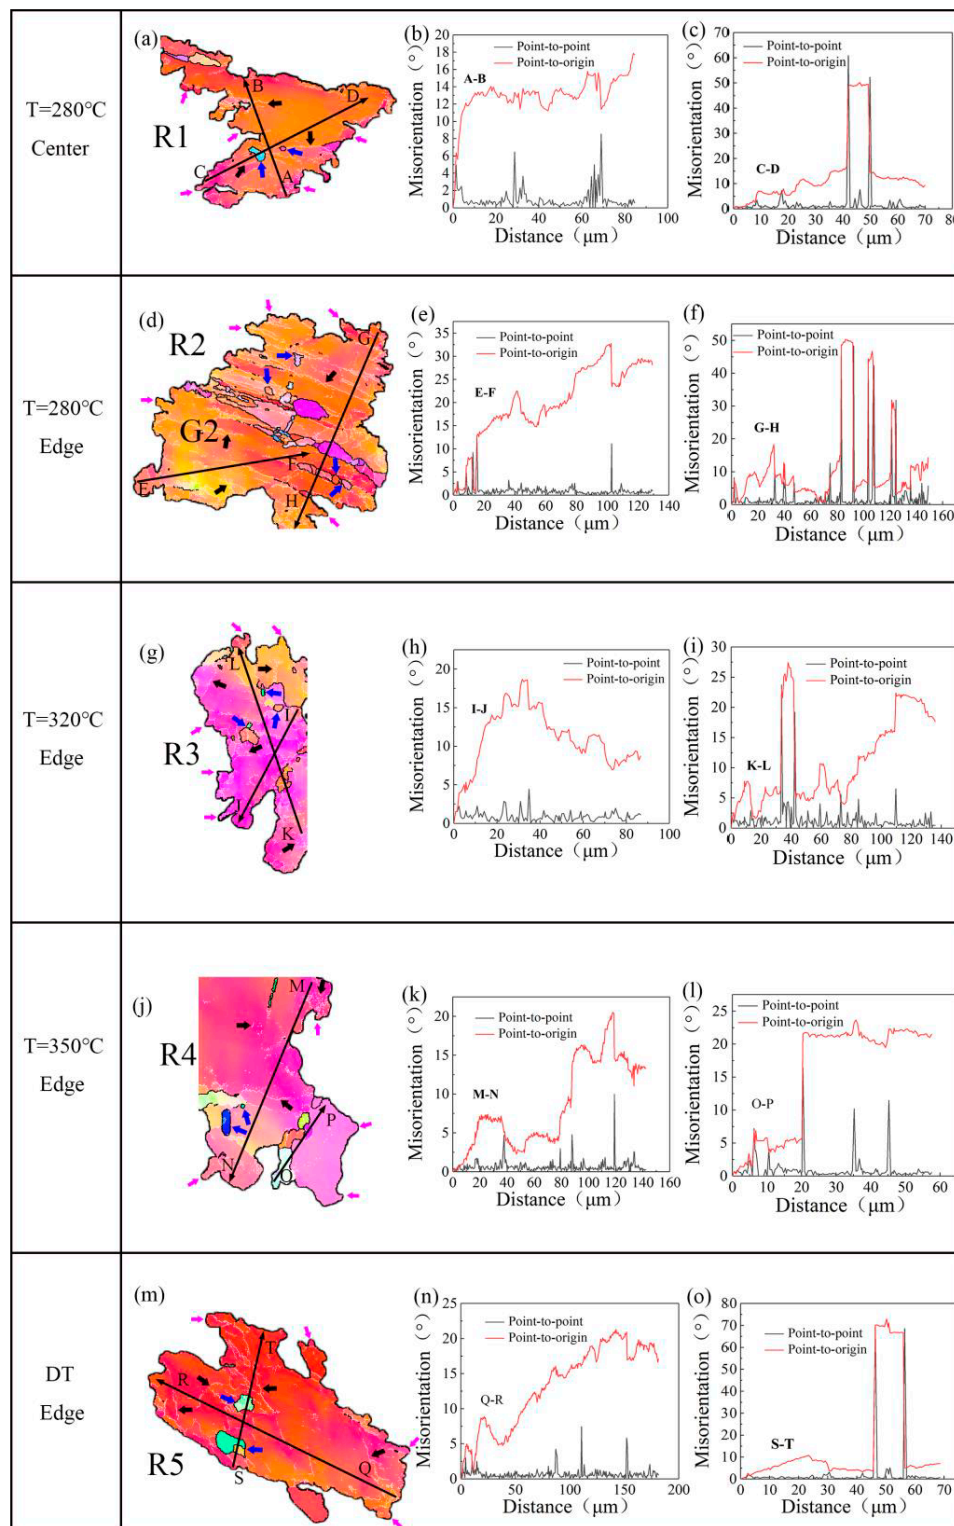 T=280℃
Center
(a)
B
D
R1
C
A
(b)
Misorientation（°）
20
18
16
14
12
10
8
6
4
2
0
Point-to-point
Point-to-origin
A-B
0 20 40 60 80 100
Distance（μm）
(c)
Misorientation（°）
70
60
50
40
30
20
10
0
Point-to-point
Point-to-origin
C-D
0 10 20 30 40 50 60 70 80
Distance（μm）
T=280℃
Edge
(d)
R2
G
G2
F
E
H
(e)
Misorientation（°）
35
30
25
20
15
10
5
0
Point-to-point
Point-to-origin
E-F
0 20 40 60 80 100 120 140
Distance（μm）
(f)
Misorientation（°）
50
40
30
20
10
0
Point-to-point
Point-to-origin
G-H
0 20 40 60 80 100 120 140 160
Distance（μm）
T=320℃
Edge
(g)
L
I
R3
J
K
(h)
Misorientation（°）
20
15
10
5
0
Point-to-point
Point-to-origin
I-J
0 20 40 60 80 100
Distance（μm）
(i)
Misorientation（°）
30
25
20
15
10
5
0
Point-to-point
Point-to-origin
K-L
0 20 40 60 80 100 120 140
Distance（μm）
T=350℃
Edge
(j)
M
R4
P
N
O
(k)
Misorientation（°）
20
15
10
5
0
Point-to-point
Point-to-origin
M-N
0 20 40 60 80 100 120 140 160
Distance（μm）
(l)
Misorientation（°）
25
20
15
10
5
0
Point-to-point
Point-to-origin
O-P
0 10 20 30 40 50 60
Distance（μm）
DT
Edge
(m)
T
R
R5
S
Q
(n)
Misorientation（°）
25
20
15
10
5
0
Point-to-point
Point-to-origin
Q-R
0 50 100 150 200
Distance（μm）
(o)
Misorientation（°）
80
70
60
50
40
30
20
10
0
Point-to-point
Point-to-origin
S-T
0 10 20 30 40 50 60 70
Distance（μm）